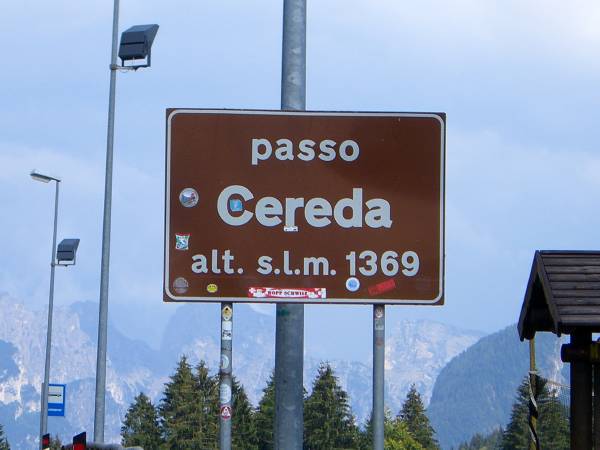 passo
Cereda
alt. s.l.m. 1369